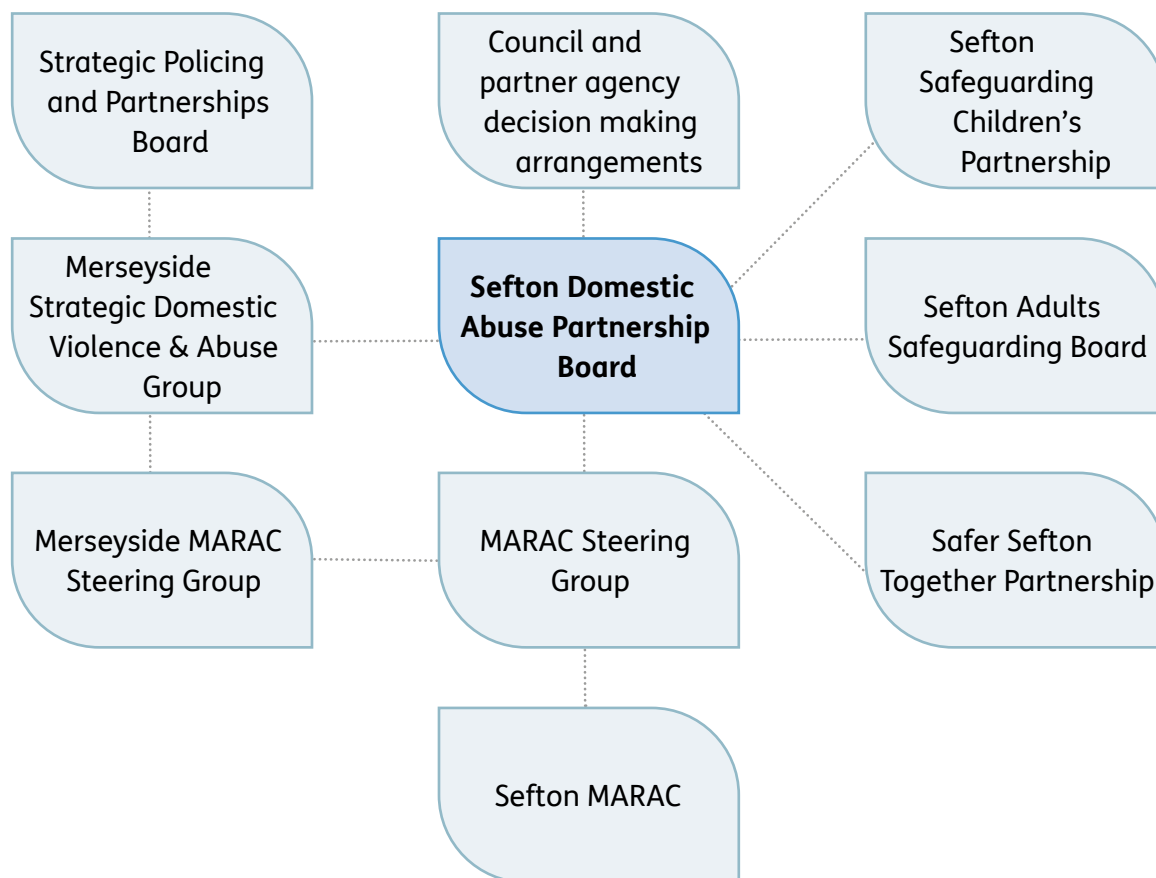 Strategic Policing
and Partnerships
Board
Council and
partner agency
decision making
arrangements
Sefton
Safeguarding
Children’s
Partnership
Merseyside
Strategic Domestic
Violence & Abuse
Group
Sefton Domestic
Abuse Partnership
Board
Sefton Adults
Safeguarding Board
Merseyside MARAC
Steering Group
MARAC Steering
Group
Safer Sefton
Together Partnership
Sefton MARAC